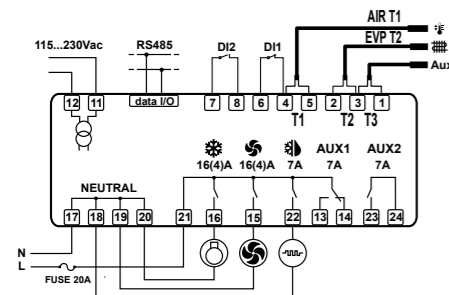 AIR T1
EVP T2
Aux
115...230Vac RS485 DI2 DI1
12 11 data I/O 7 8 6 4 5 2 3 1
T1 T2 T3
16(4)A 16(4)A 7A AUX1 7A AUX2 7A
NEUTRAL
17 18 19 20 21 16 15 22 13 14 23 24
N
L
FUSE 20A